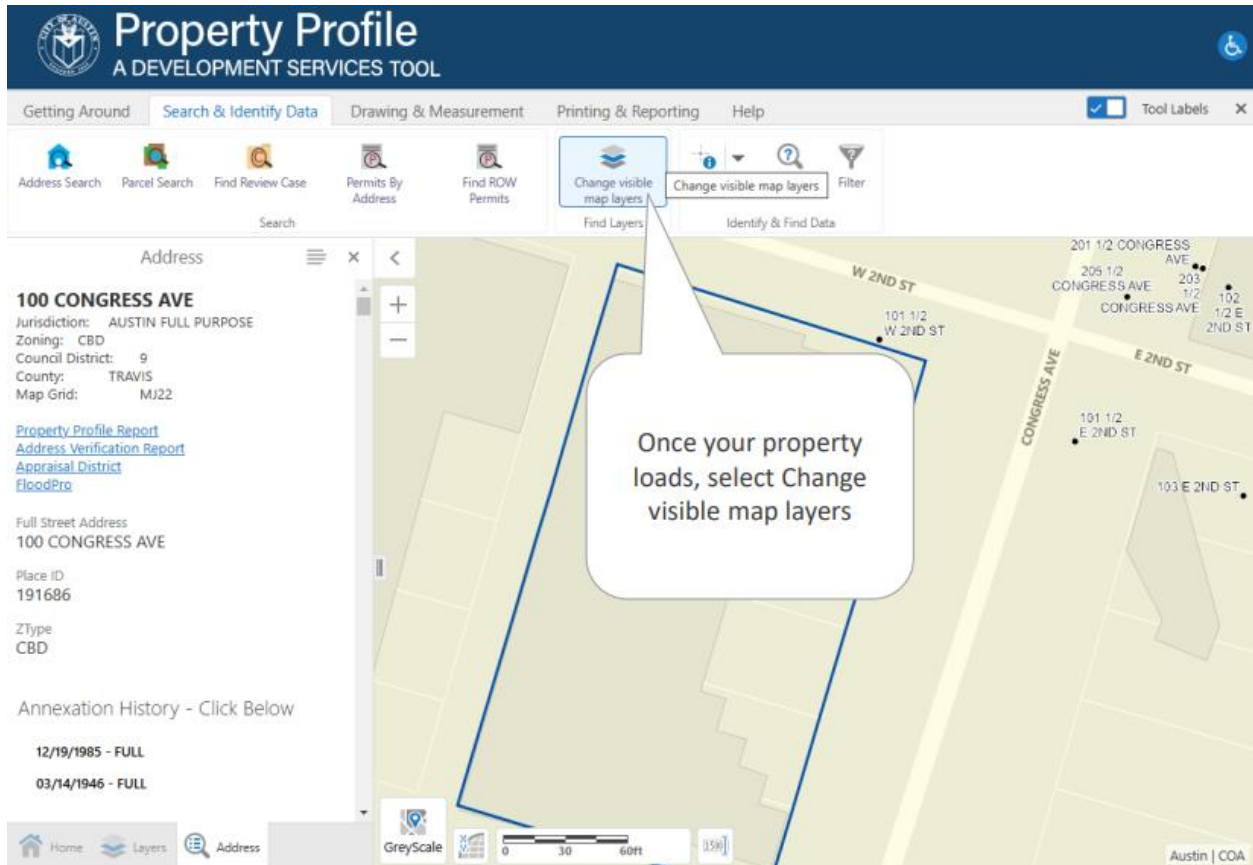 CITY OF AUSTIN
Property Profile
A DEVELOPMENT SERVICES TOOL
Getting Around
Search & Identify Data
Drawing & Measurement
Printing & Reporting
Help
Tool Labels
Address Search
Parcel Search
Find Review Case
Permits By
Address
Find ROW
Permits
Search
Change visible
map layers
Find Layers
Change visible map layers
Filter
Identify & Find Data
Address
100 CONGRESS AVE
Jurisdiction: AUSTIN FULL PURPOSE
Zoning: CBD
Council District: 9
County: TRAVIS
Map Grid: MJ22
Property Profile Report
Address Verification Report
Appraisal District
FloodPro
Full Street Address
100 CONGRESS AVE
Place ID
191686
ZType
CBD
Annexation History - Click Below
12/19/1985 - FULL
03/14/1946 - FULL
Home
Layers
Address
W 2ND ST
101 1/2
W 2ND ST
201 1/2 CONGRESS
AVE
205 1/2
CONGRESS AVE
203
1/2
CONGRESS AVE
102
1/2 E
2ND ST
E 2ND ST
CONGRESS AVE
101 1/2
E 2ND ST
103 E 2ND ST
Once your property
loads, select Change
visible map layers
GreyScale
0 30 60ft
Austin | COA